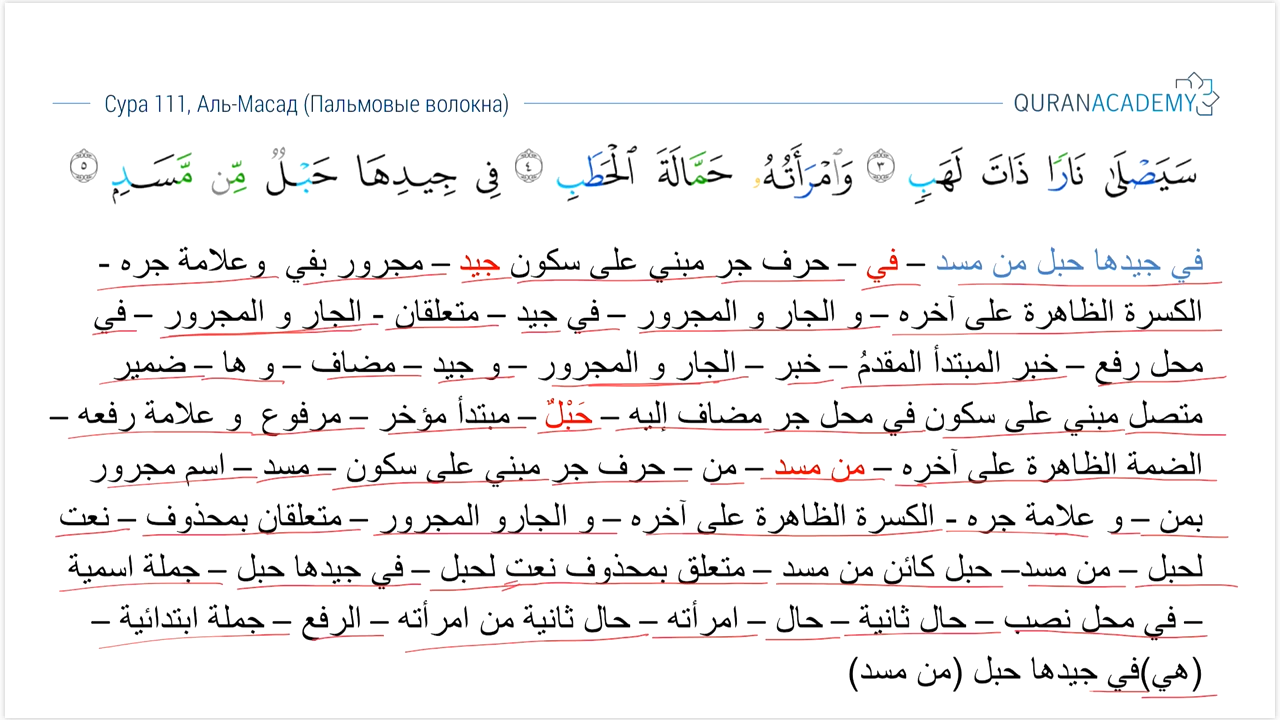 Сура 111, Аль-Масад (Пальмовые волокна)
QURANACADEMY
سَيَصْلَىٰ نَارًا ذَاتَ لَهَبٍ ٣ وَٱمْرَأَتُهُۥ حَمَّالَةَ ٱلْحَطَبِ ٤ فِى جِيدِهَا حَبْلٌ مِّن مَّسَدٍۭ ٥
في جيدها حبل من مسد – في – حرف جر مبني على سكون جيد – مجرور بفي وعلامة جره -
الكسرة الظاهرة على آخره – و الجار و المجرور – في جيد – متعلقان - الجار و المجرور – في
محل رفع – خبر المبتدأ المقدمُ – خبر – الجار و المجرور – و جيد – مضاف – و ها – ضمير
متصل مبني على سكون في محل جر مضاف إليه – حَبْلٌ – مبتدأ مؤخر – مرفوع و علامة رفعه –
الضمة الظاهرة على آخره – من مسد – من – حرف جر مبني على سكون – مسد – اسم مجرور
بمن – و علامة جره - الكسرة الظاهرة على آخره – و الجارو المجرور – متعلقان بمحذوف – نعت
لحبل – من مسد– حبل كائن من مسد – متعلق بمحذوف نعت لحبل – في جيدها حبل – جملة اسمية
– في محل نصب – حال ثانية – حال – امرأته – حال ثانية من امرأته – الرفع – جملة ابتدائية –
(هي)في جيدها حبل (من مسد)